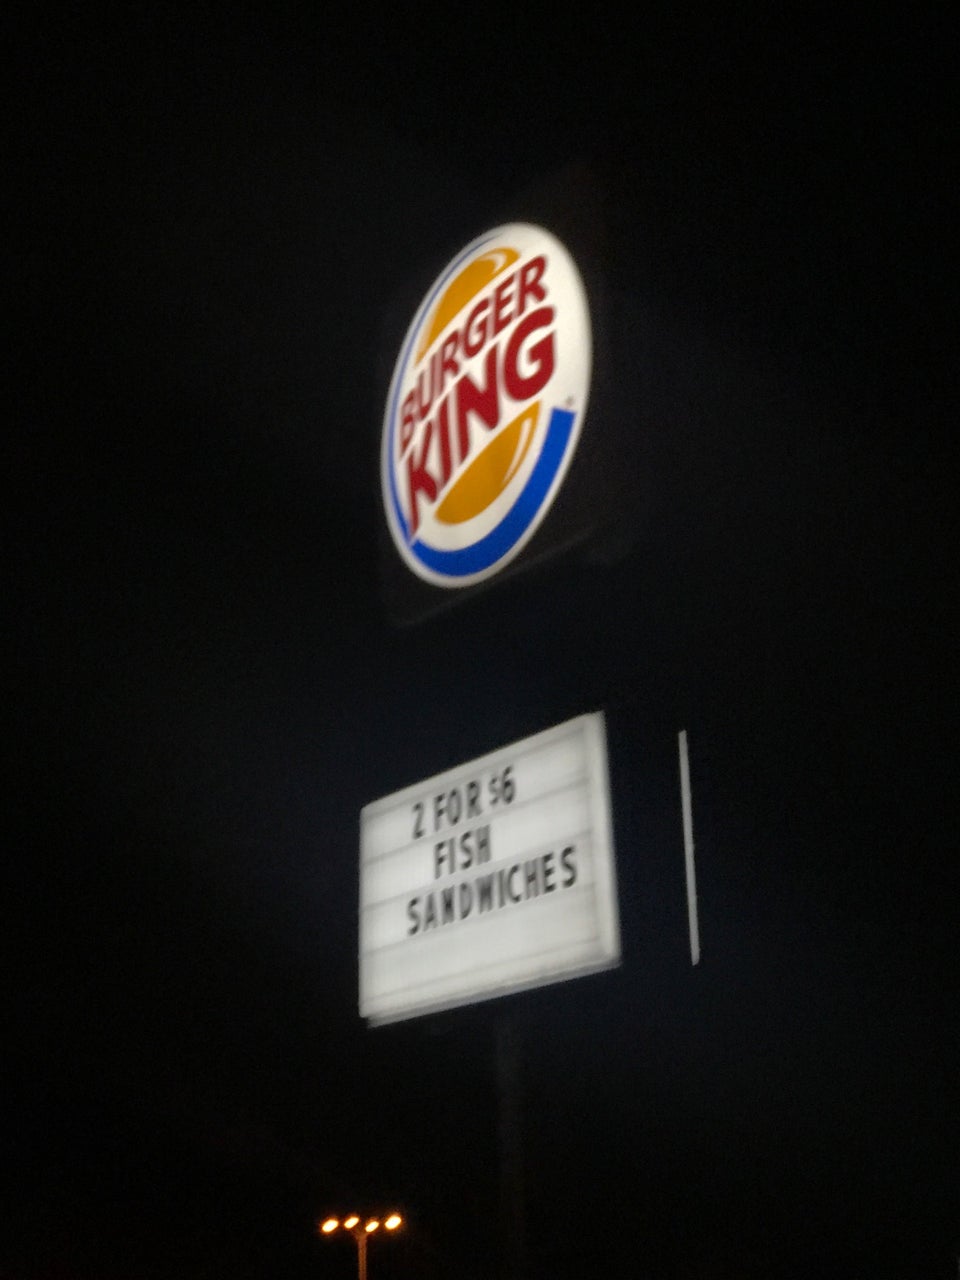 BURGER
KING
2 FOR $6
FISH
SANDWICHES